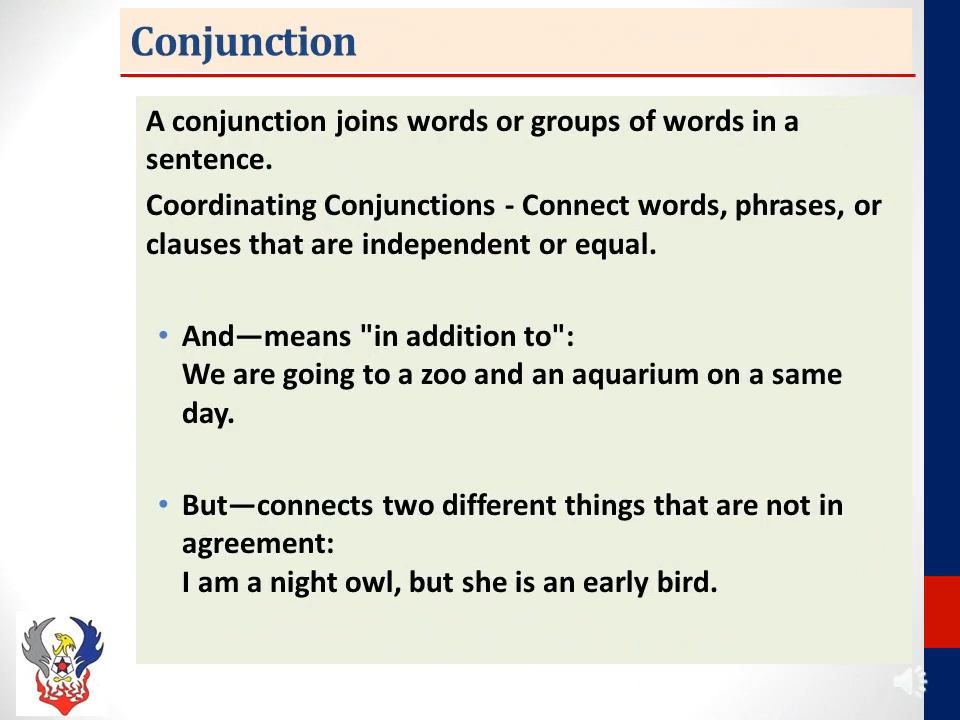 Conjunction
A conjunction joins words or groups of words in a
sentence.
Coordinating Conjunctions - Connect words, phrases, or
clauses that are independent or equal.
• And—means "in addition to":
We are going to a zoo and an aquarium on a same
day.
• But—connects two different things that are not in
agreement:
I am a night owl, but she is an early bird.